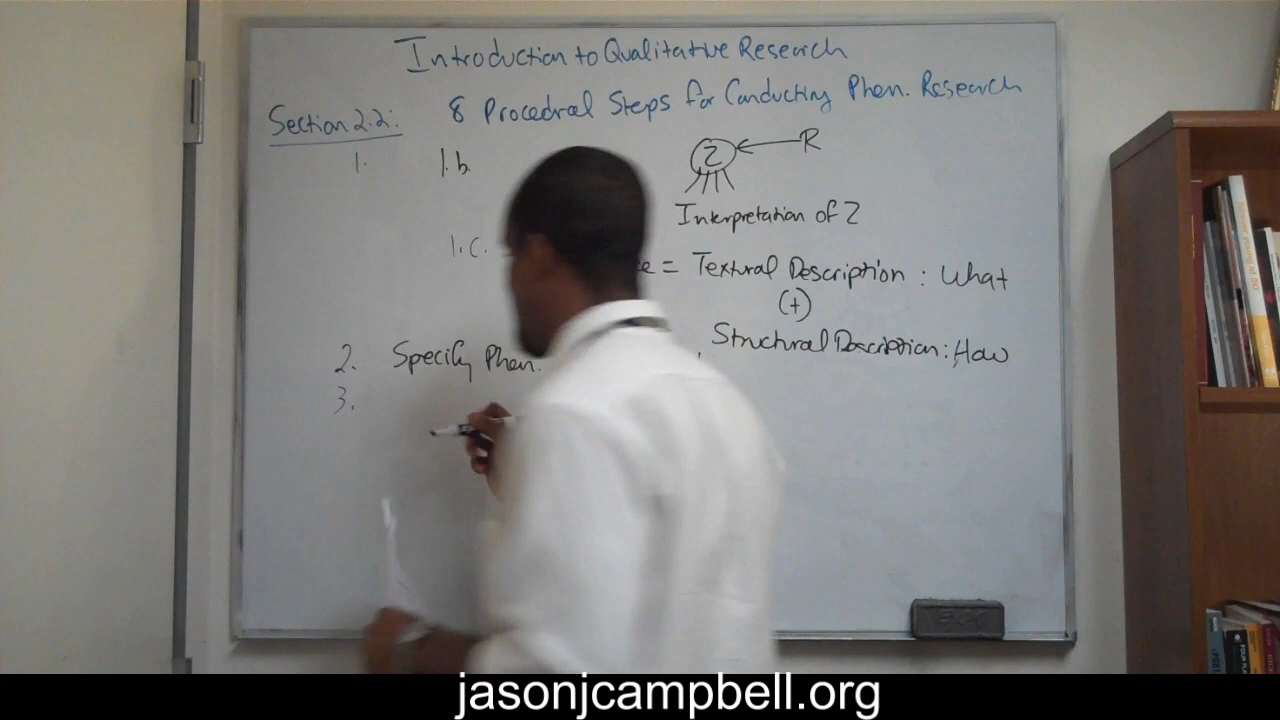 Introduction to Qualitative Research
Section 2.2: 8 Procedral Steps for Conducting Phen. Research
1. 1.b. Z R
Interpretation of Z
1.c. e = Textural Description: What
(+)
Structural Description: How
2. Specify Phen.
3.
jasonjcampbell.org